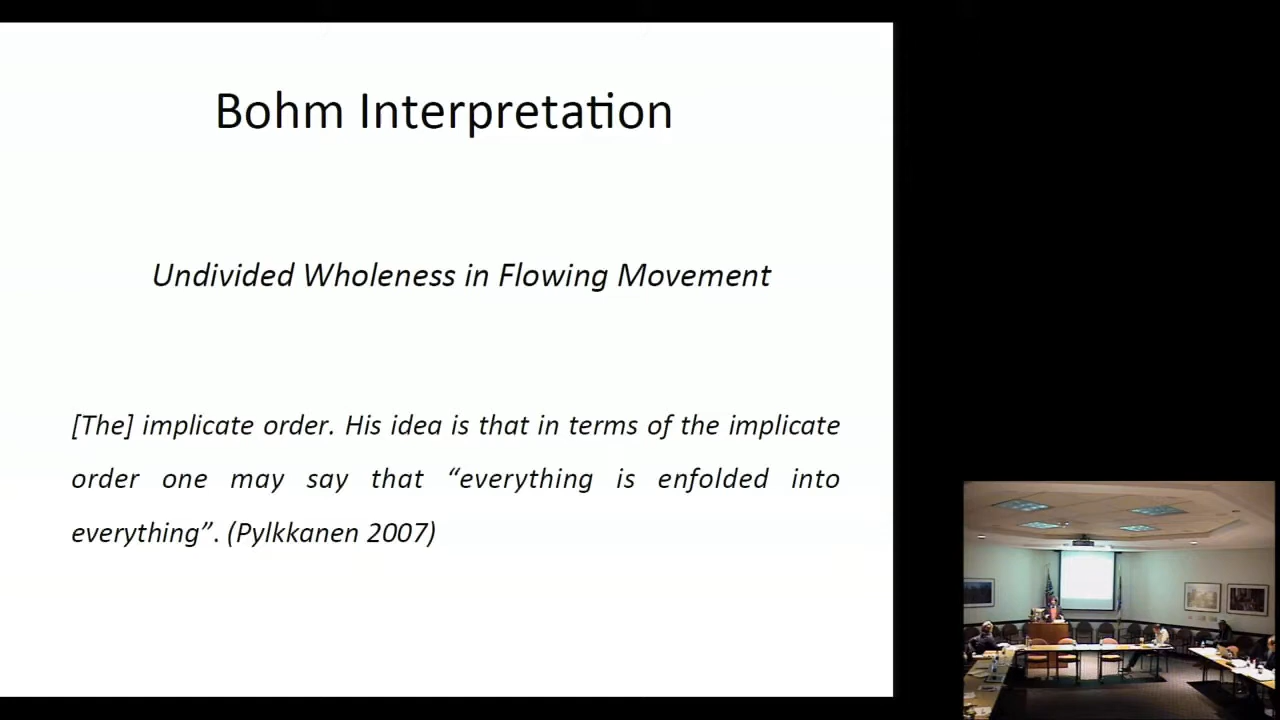 Bohm Interpretation
Undivided Wholeness in Flowing Movement
[The] implicate order. His idea is that in terms of the implicate
order one may say that “everything is enfolded into
everything”. (Pylkkanen 2007)